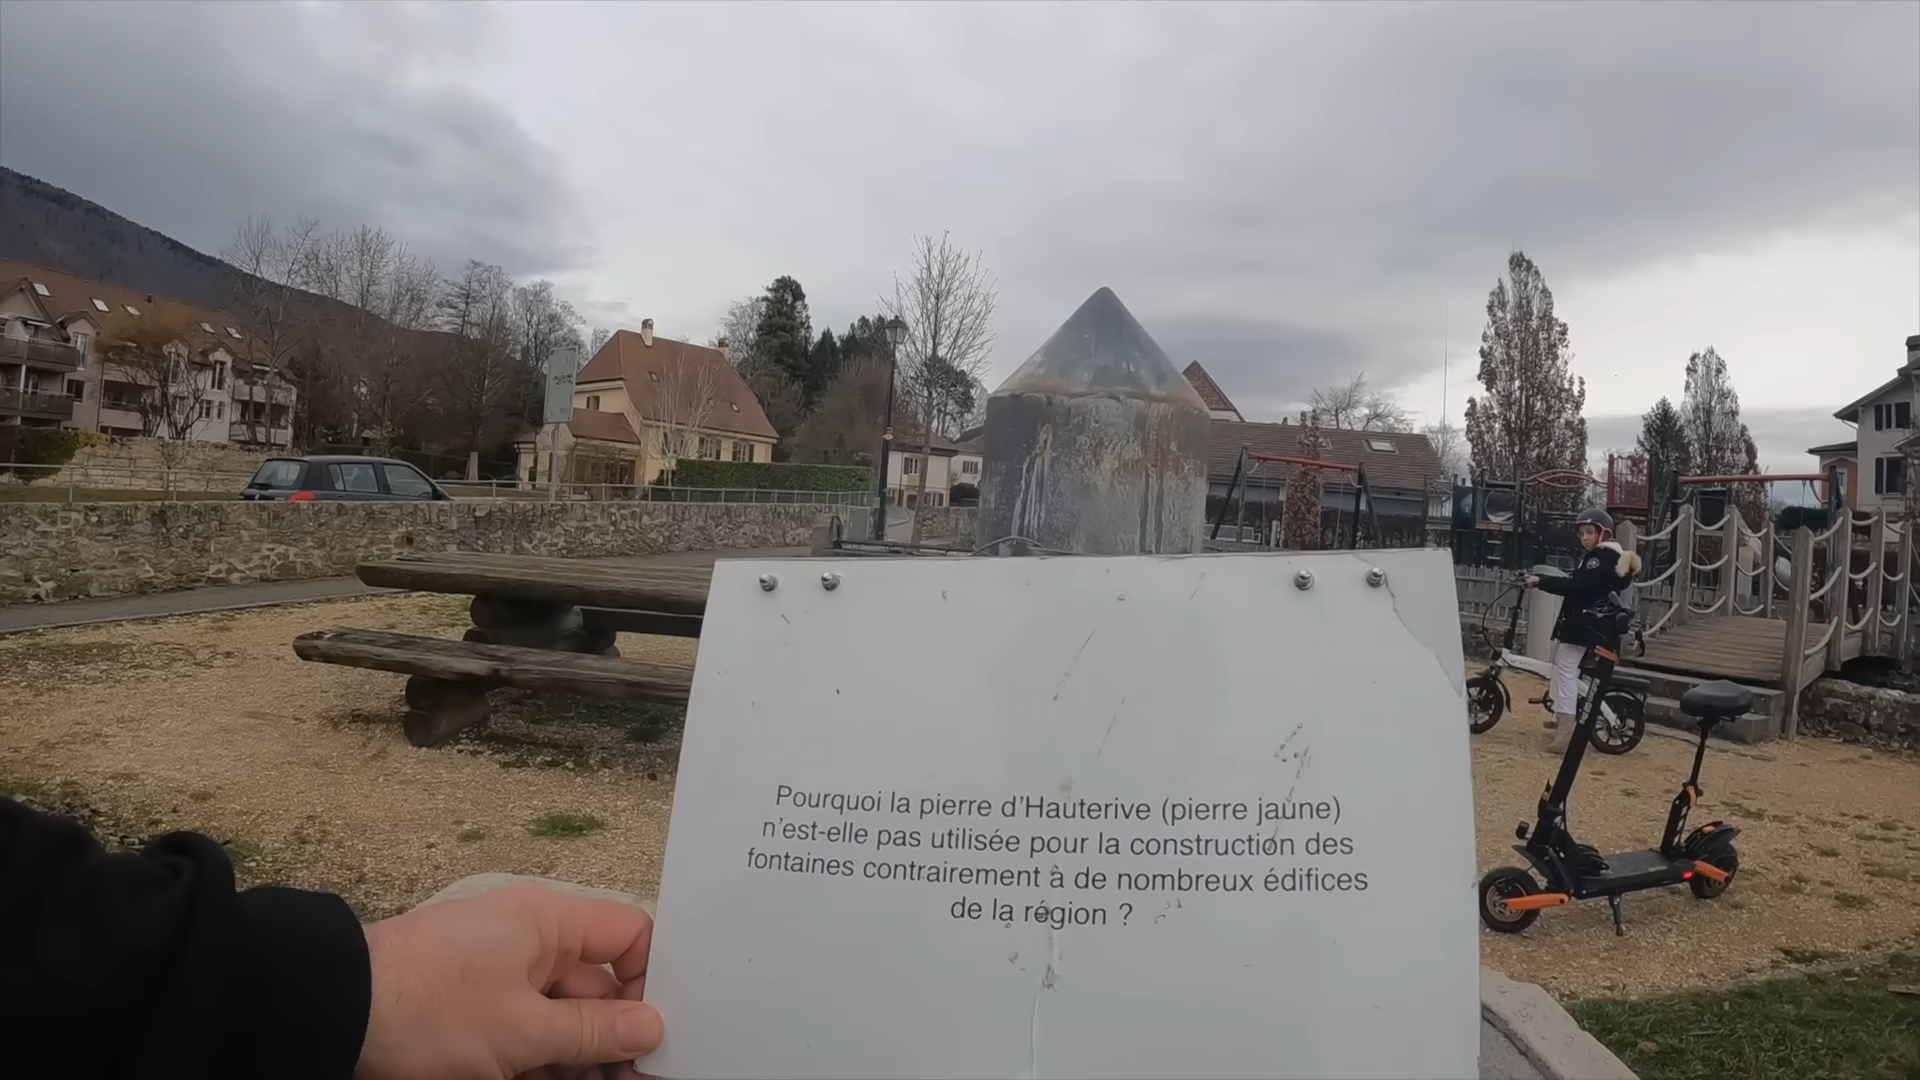 Pourquoi la pierre d'Hauterive (pierre jaune)
n'est-elle pas utilisée pour la construction des
fontaines contrairement à de nombreux édifices
de la région ?